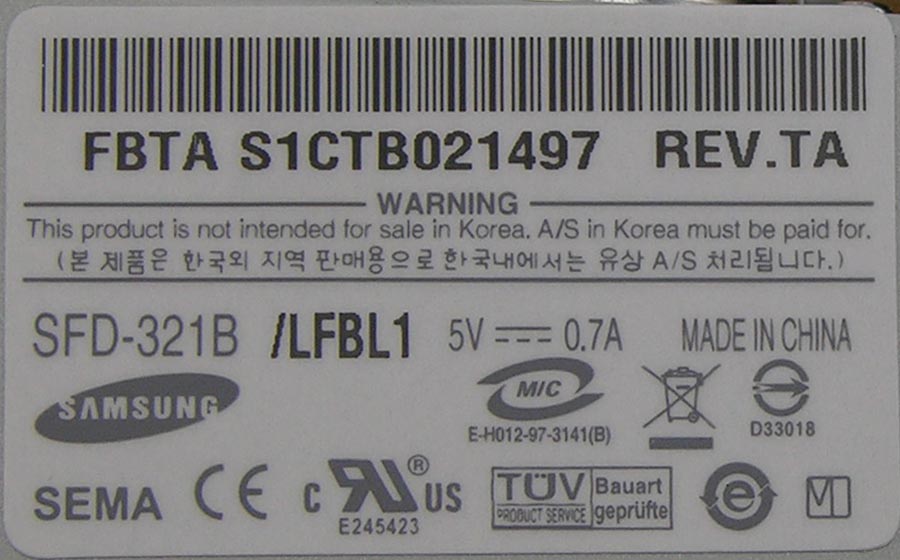 FBTA S1CTB021497 REV.TA
WARNING
This product is not intended for sale in Korea. A/S in Korea must be paid for.
(본 제품은 한국외 지역 판매용으로 한국내에서는 유상 A/S 처리됩니다.)
SFD-321B /LFBL1 5V 0.7A MADE IN CHINA
SAMSUNG
MIC
E-H012-97-3141(B)
D33018
SEMA CE c RU® US
E245423
TÜV
PRODUCT SERVICE
Bauart
geprüfte
e